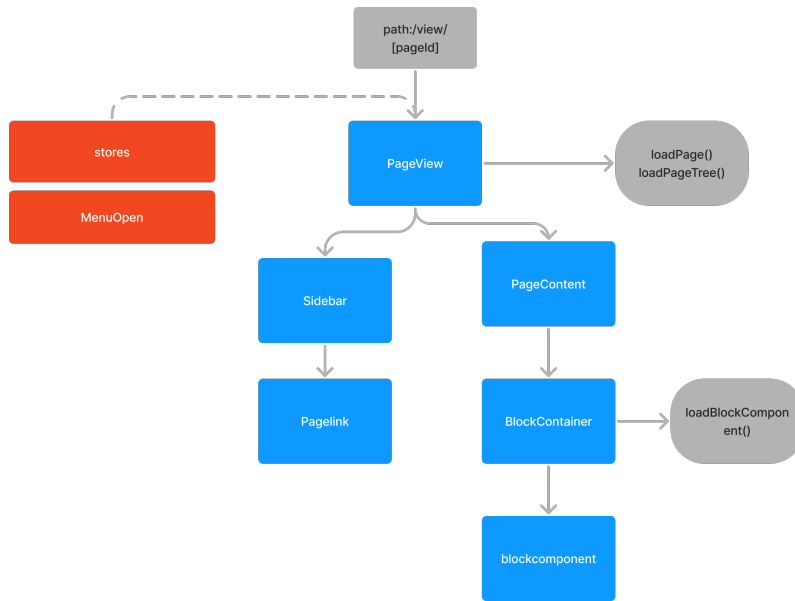 path:/view/
[pageId]
stores
PageView
loadPage()
loadPageTree()
MenuOpen
Sidebar
PageContent
Pagelink
BlockContainer
loadBlockCompon
ent()
blockcomponent